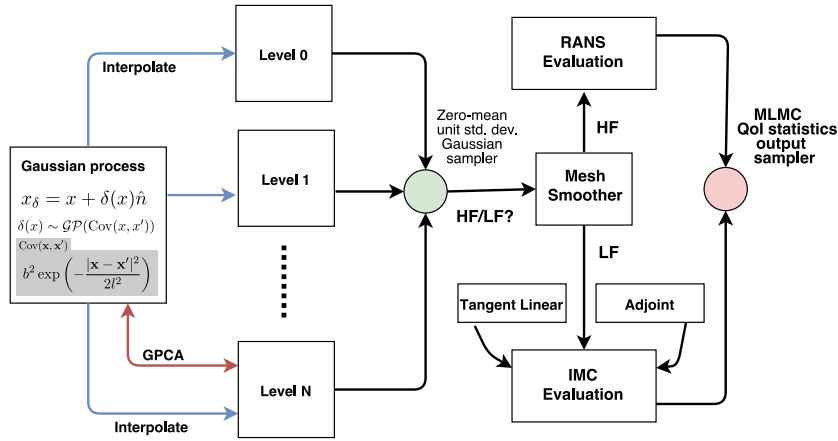 Interpolate
Level 0
RANS
Evaluation
Zero-mean
unit std. dev.
Gaussian
sampler
HF
MLMC
QoI statistics
output
sampler
Gaussian process
x_δ = x + δ(x)n̂
δ(x) ∼ 𝒢𝒫(Cov(x, x′))
Cov(x, x′)
b² exp(−|x − x′|² / 2l²)
Level 1
HF/LF?
Mesh
Smoother
LF
Tangent Linear
Adjoint
GPCA
Level N
Interpolate
IMC
Evaluation